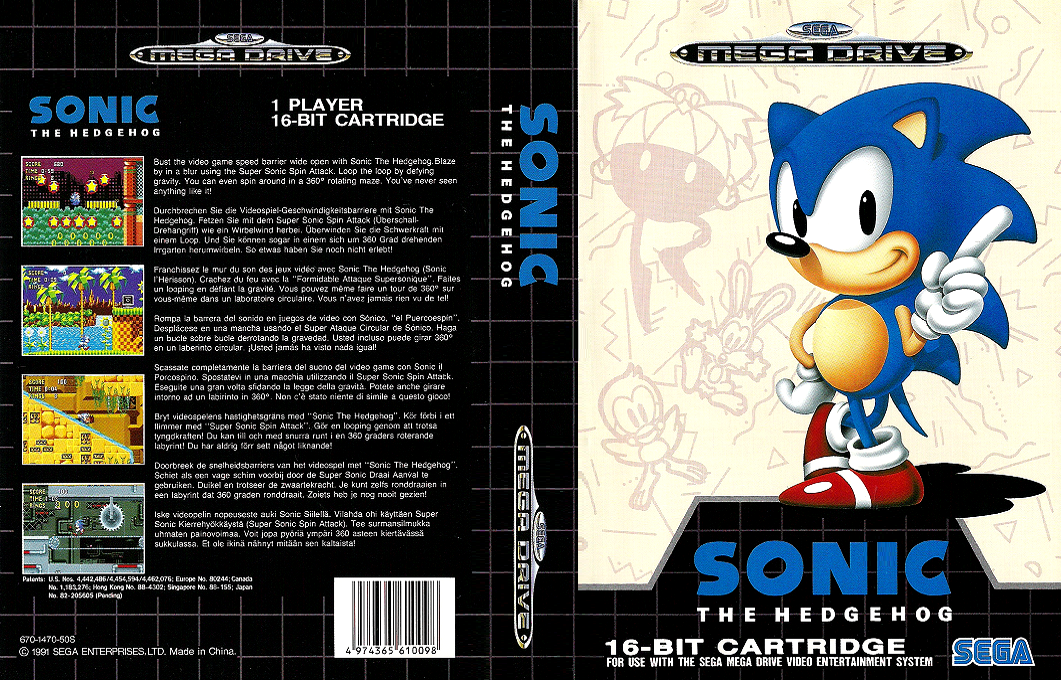 SEGA
MEGA DRIVE
SONIC
THE HEDGEHOG
1 PLAYER
16-BIT CARTRIDGE
Bust the video game speed barrier wide open with Sonic The Hedgehog. Blaze
by in a blur using the Super Sonic Spin Attack. Loop the loop by defying
gravity. You can even spin around in a 360° rotating maze. You've never seen
anything like it!
Durchbrechen Sie die Videospiel-Geschwindigkeitsbarriere mit Sonic The
Hedgehog. Fetzen Sie mit dem Super Sonic Spin Attack (Überschall-
Drehangriff) wie ein Wirbelwind herbei. Überwinden Sie die Schwerkraft mit
einem Loop. Und Sie können sogar in einem sich um 360 Grad drehenden
Irrgarten herumwirbeln. So etwas haben Sie noch nicht erlebt!
Franchissez le mur du son des jeux vidéo avec Sonic The Hedgehog (Sonic
l'Hérisson). Crachez du feu avec la "Formidable Attaque Supersonique". Faites
un looping en défiant la gravité. Vous pouvez même faire un tour de 360° sur
vous-même dans un laboratoire circulaire. Vous n'avez jamais rien vu de tel!
Rompa la barrera del sonido en juegos de video con Sónico, "el Puercoespín".
Desplácese en una mancha usando el Super Ataque Circular de Sónico. Haga
un bucle sobre bucle derrotando la gravedad. Usted incluso puede girar 360°
en un laberinto circular. ¡Usted jamás ha visto nada igual!
Scassate completamente la barriera del suono del video game con Sonic il
Porcospino. Spostatevi in una macchia utilizzando il Super Sonic Spin Attack.
Eseguite una gran volta sfidando la legge della gravità. Potete anche girare
intorno ad un labirinto in 360°. Non c'é stato niente di simile a questo gioco!
Bryt videospelens hastighetsgräns med "Sonic The Hedgehog". Kör förbi i ett
flimmer med "Super Sonic Spin Attack". Gör en looping genom att trotsa
tyngdkraften! Du kan till och med snurra runt i en 360 graders roterande
labyrint! Du har aldrig förr sett något liknande!
Doorbreek de snelheidsbarriers van het videospel met "Sonic The Hedgehog".
Schiet als een vage schim voorbij door de Super Sonic Draai Aanval te
gebruiken. Duikel en trotseer de zwaartekracht. Je kunt zelfs ronddraaien in
een labyrint dat 360 graden ronddraait. Zoiets heb je nog nooit gezien!
Iske videopelin nopeuseste auki Sonic Siilellä. Vilahda ohi käyttäen Super
Sonic Kierrehyökkäystä (Super Sonic Spin Attack). Tee surmansilmukka
uhmaten painovoimaa. Voit jopa pyöriä ympäri 360 asteen kiertävässä
sukkulassa. Et ole ikinä nähnyt mitään sen kaltaista!
Patents: U.S. Nos. 4,442,486/4,454,594/4,462,076; Europe No. 80244; Canada
No. 1,183,276; Hong Kong No. 88-4302; Singapore No. 88-155; Japan
No. 82-205605 (Pending)
670-1470-50S
© 1991 SEGA ENTERPRISES.LTD. Made in China.
4 974365 610098
SONIC
THE HEDGEHOG
SEGA
MEGA DRIVE
SEGA
MEGA DRIVE
SONIC
THE HEDGEHOG
16-BIT CARTRIDGE
FOR USE WITH THE SEGA MEGA DRIVE VIDEO ENTERTAINMENT SYSTEM
SEGA